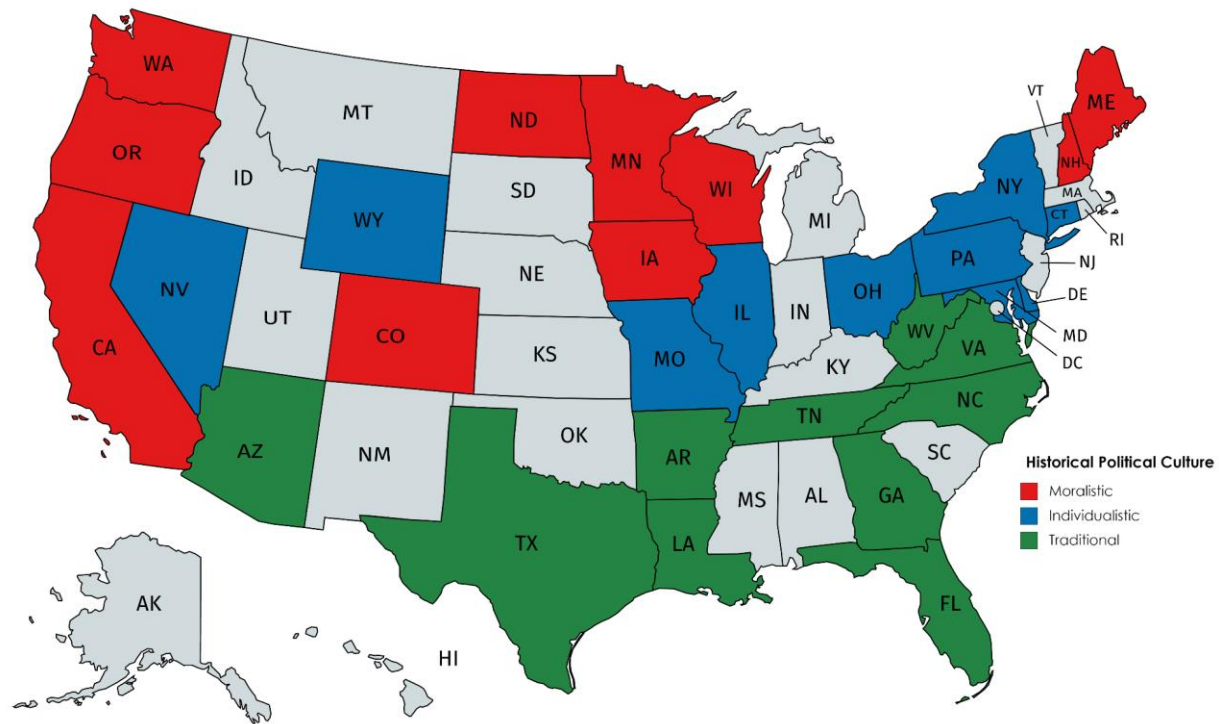 WA
MT
ND
MN
VT
ME
OR
ID
SD
WI
NY
NH
MA
WY
MI
CT
RI
NV
NE
IA
PA
NJ
UT
CO
IL
IN
OH
DE
CA
KS
MO
WV
VA
MD
KY
DC
AZ
NM
OK
AR
TN
NC
SC
MS
AL
GA
TX
LA
FL
AK
HI
Historical Political Culture
Moralistic
Individualistic
Traditional